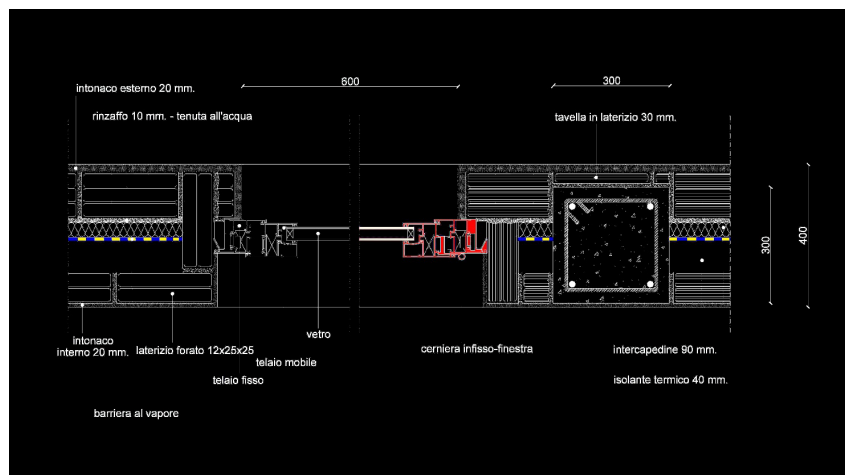 600
300
intonaco esterno 20 mm.
rinzaffo 10 mm. - tenuta all'acqua
tavella in laterizio 30 mm.
300
400
intonaco
interno 20 mm.
laterizio forato 12x25x25
vetro
telaio mobile
telaio fisso
cerniera infisso-finestra
intercapedine 90 mm.
isolante termico 40 mm.
barriera al vapore